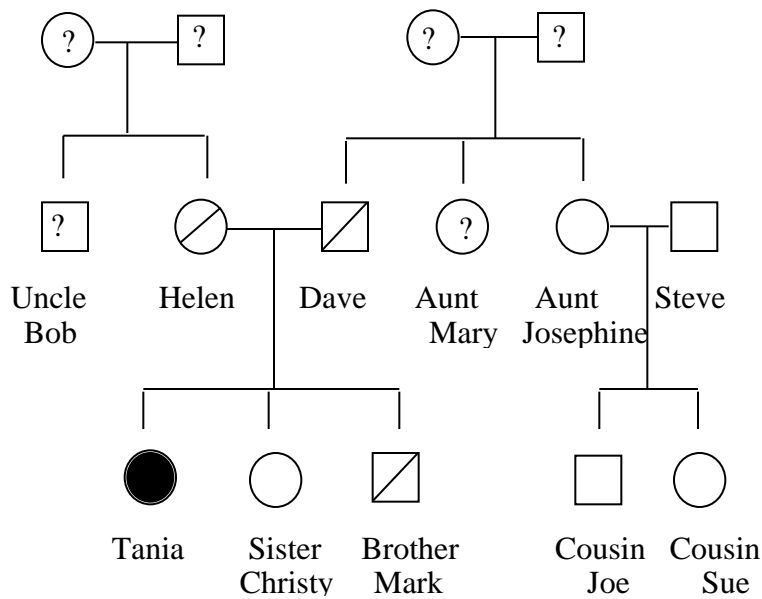 ? ? ? ?
? ?
Uncle Helen Dave Aunt Aunt Steve
Bob Mary Josephine
Tania Sister Brother Cousin Cousin
Christy Mark Joe Sue